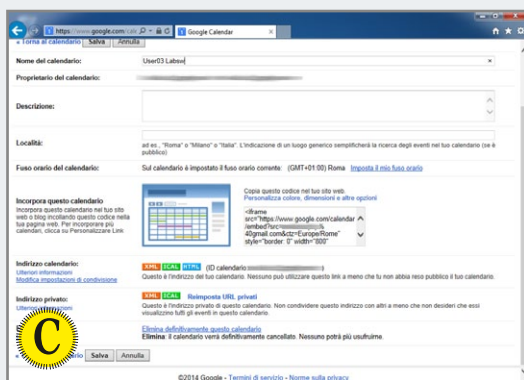 https://www.google.com/cale
Google Calendar
« Torna al calendario Salva Annulla
Nome del calendario: User03 Labsw
Proprietario del calendario:
Descrizione:
Località:
ad es., "Roma" o "Milano" o "Italia". L'indicazione di un luogo generico semplificherà la ricerca degli eventi nel tuo calendario (se è
pubblico)
Fuso orario del calendario: Sul calendario è impostato il fuso orario corrente: (GMT+01:00) Roma Imposta il mio fuso orario
Incorpora questo calendario
Incorpora questo calendario nel tuo sito
web o blog incollando questo codice nella
tua pagina web. Per incorporare più
calendari, clicca su Personalizza Link
Copia questo codice nel tuo sito web.
Personalizza colore, dimensioni e altre opzioni
<iframe
src="https://www.google.com/calendar
/embed?src=
40gmail.com&ctz=Europe/Rome"
style="border: 0" width="800"
Indirizzo calendario:
Ulteriori informazioni
Modifica impostazioni di condivisione
XML ICAL HTML (ID calendario:
Questo è l'indirizzo del tuo calendario. Nessuno può utilizzare questo link a meno che tu non abbia reso pubblico il tuo calendario.
Indirizzo privato:
Ulteriori informazioni
XML ICAL Reimposta URL privati
Questo è l'indirizzo privato di questo calendario. Non condividere questo indirizzo con altri a meno che non desideri che essi
visualizzino tutti gli eventi in questo calendario.
Elimina definitivamente questo calendario
Elimina: il calendario verrà definitivamente cancellato. Nessuno potrà più usufruirne.
C
Salva Annulla
©2014 Google - Termini di servizio - Norme sulla privacy